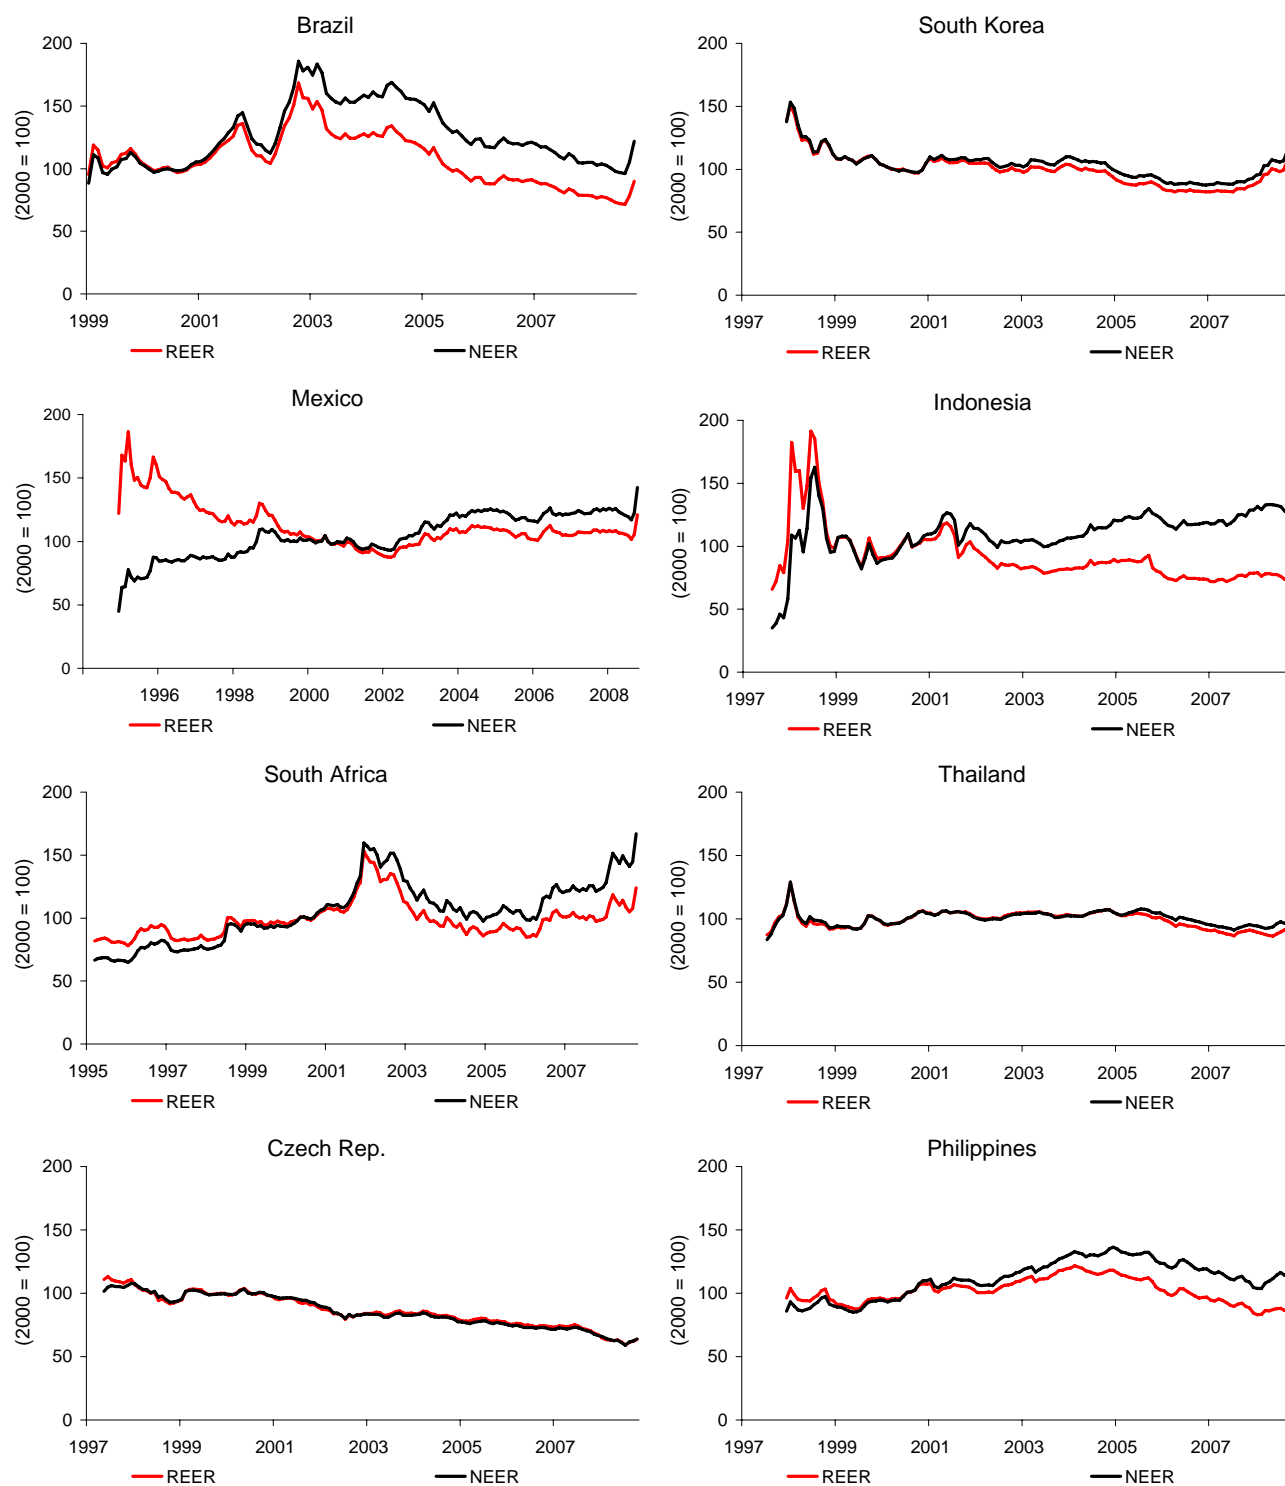 Brazil
(2000 = 100)
200
150
100
50
0
1999 2001 2003 2005 2007
REER NEER
South Korea
(2000 = 100)
200
150
100
50
0
1997 1999 2001 2003 2005 2007
REER NEER
Mexico
(2000 = 100)
200
150
100
50
0
1996 1998 2000 2002 2004 2006 2008
REER NEER
Indonesia
(2000 = 100)
200
150
100
50
0
1997 1999 2001 2003 2005 2007
REER NEER
South Africa
(2000 = 100)
200
150
100
50
0
1995 1997 1999 2001 2003 2005 2007
REER NEER
Thailand
(2000 = 100)
200
150
100
50
0
1997 1999 2001 2003 2005 2007
REER NEER
Czech Rep.
(2000 = 100)
200
150
100
50
0
1997 1999 2001 2003 2005 2007
REER NEER
Philippines
(2000 = 100)
200
150
100
50
0
1997 1999 2001 2003 2005 2007
REER NEER